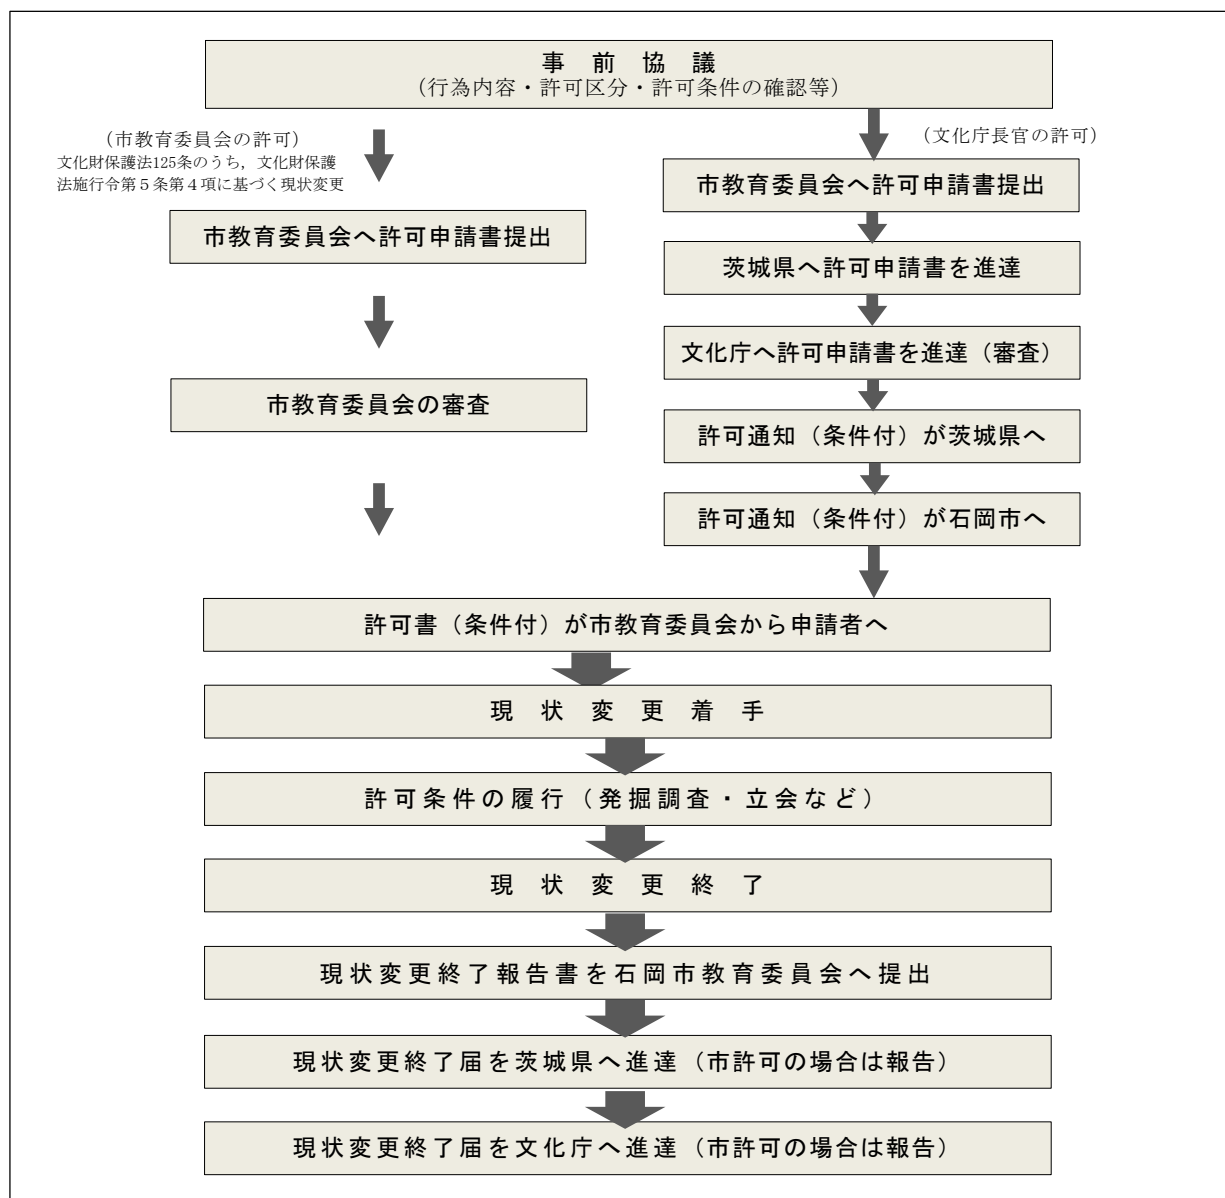 事　前　協　議
（行為内容・許可区分・許可条件の確認等）
（市教育委員会の許可）
文化財保護法125条のうち，文化財保護
法施行令第５条第４項に基づく現状変更
市教育委員会へ許可申請書提出
市教育委員会の審査
（文化庁長官の許可）
市教育委員会へ許可申請書提出
茨城県へ許可申請書を進達
文化庁へ許可申請書を進達（審査）
許可通知（条件付）が茨城県へ
許可通知（条件付）が石岡市へ
許可書（条件付）が市教育委員会から申請者へ
現　状　変　更　着　手
許可条件の履行（発掘調査・立会など）
現　状　変　更　終　了
現状変更終了報告書を石岡市教育委員会へ提出
現状変更終了届を茨城県へ進達（市許可の場合は報告）
現状変更終了届を文化庁へ進達（市許可の場合は報告）